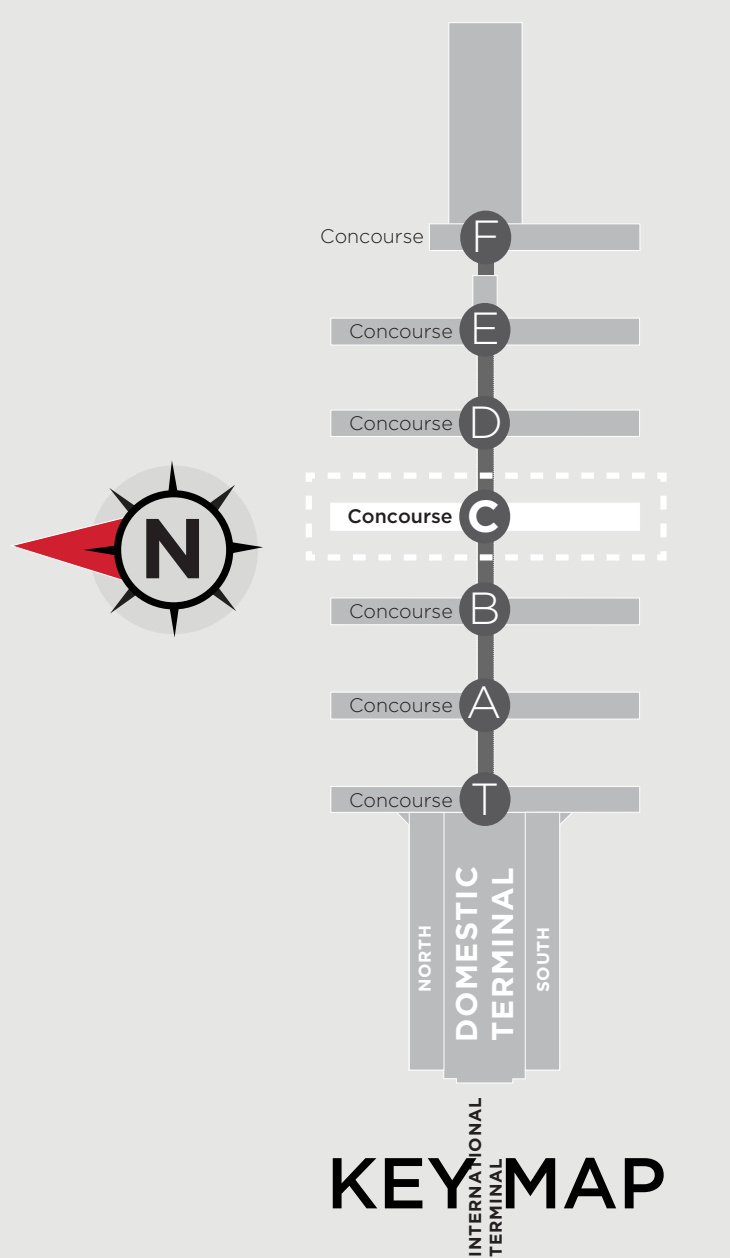 Concourse F
Concourse E
Concourse D
Concourse C
N
Concourse B
Concourse A
Concourse T
NORTH
DOMESTIC
TERMINAL
SOUTH
INTERNATIONAL
TERMINAL
KEY MAP